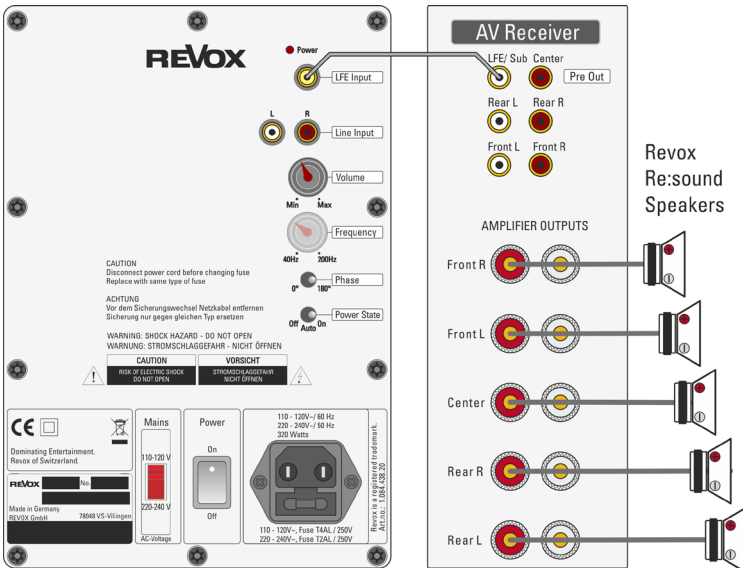 REVOX
Power
LFE Input
L
R
Line Input
Volume
Min
Max
Frequency
40Hz
200Hz
Phase
0°
180°
Power State
Off
Auto
On
CAUTION
Disconnect power cord before changing fuse
Replace with same type of fuse
ACHTUNG
Vor dem Sicherungswechsel Netzkabel entfernen
Sicherung nur gegen gleichen Typ ersetzen
WARNING: SHOCK HAZARD - DO NOT OPEN
WARNUNG: STROMSCHLAGGEFAHR - NICHT ÖFFNEN
CAUTION
RISK OF ELECTRIC SHOCK
DO NOT OPEN
VORSICHT
STROMSCHLAGGEFAHR
NICHT ÖFFNEN
CE
Dominating Entertainment.
Revox of Switzerland.
REVOX
No.
Made in Germany
REVOX GmbH
78048 VS-Villingen
Mains
110-120 V
220-240 V
AC-Voltage
Power
On
Off
110 - 120V~/ 60 Hz
220 - 240V~/ 50 Hz
320 Watts
110 - 120V~, Fuse T4AL / 250V
220 - 240V~, Fuse T2AL / 250V
Revox is a registered trademark.
Art.no.: 1.084.438.20
AV Receiver
LFE/ Sub
Center
Pre Out
Rear L
Rear R
Front L
Front R
AMPLIFIER OUTPUTS
Front R
Front L
Center
Rear R
Rear L
Revox
Re:sound
Speakers